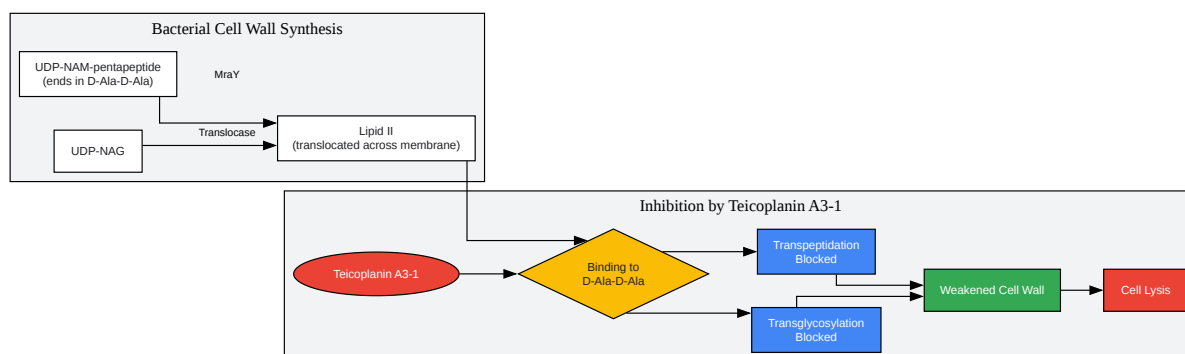 Bacterial Cell Wall Synthesis
UDP-NAM-pentapeptide
(ends in D-Ala-D-Ala)
MraY
Translocase
UDP-NAG
Lipid II
(translocated across membrane)
Inhibition by Teicoplanin A3-1
Teicoplanin A3-1
Binding to
D-Ala-D-Ala
Transpeptidation
Blocked
Transglycosylation
Blocked
Weakened Cell Wall
Cell Lysis